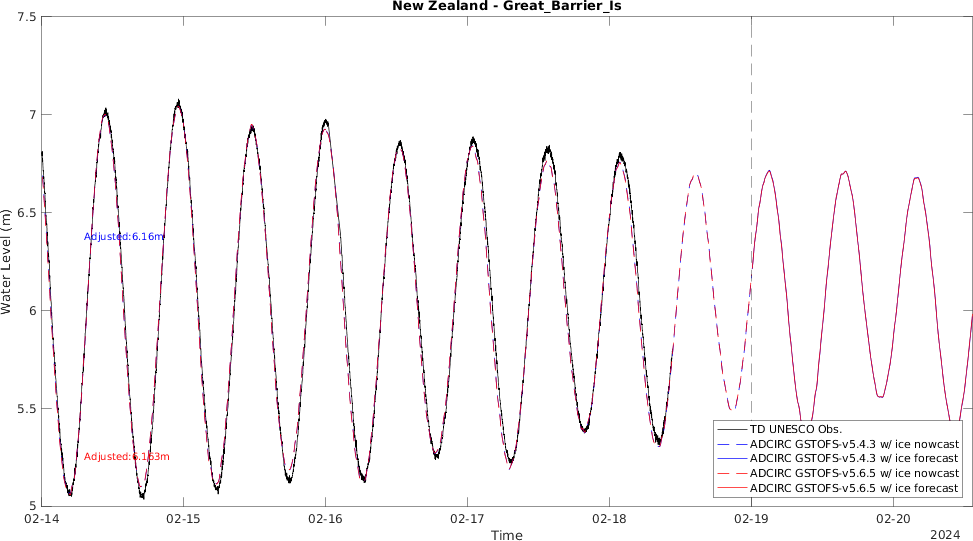 New Zealand - Great_Barrier_Is
7.5
7
6.5
6
5.5
5
Water Level (m)
Adjusted:6.16m
Adjusted:6.163m
TD UNESCO Obs.
ADCIRC GSTOFS-v5.4.3 w/ ice nowcast
ADCIRC GSTOFS-v5.4.3 w/ ice forecast
ADCIRC GSTOFS-v5.6.5 w/ ice nowcast
ADCIRC GSTOFS-v5.6.5 w/ ice forecast
02-14 02-15 02-16 02-17 02-18 02-19 02-20
Time
2024